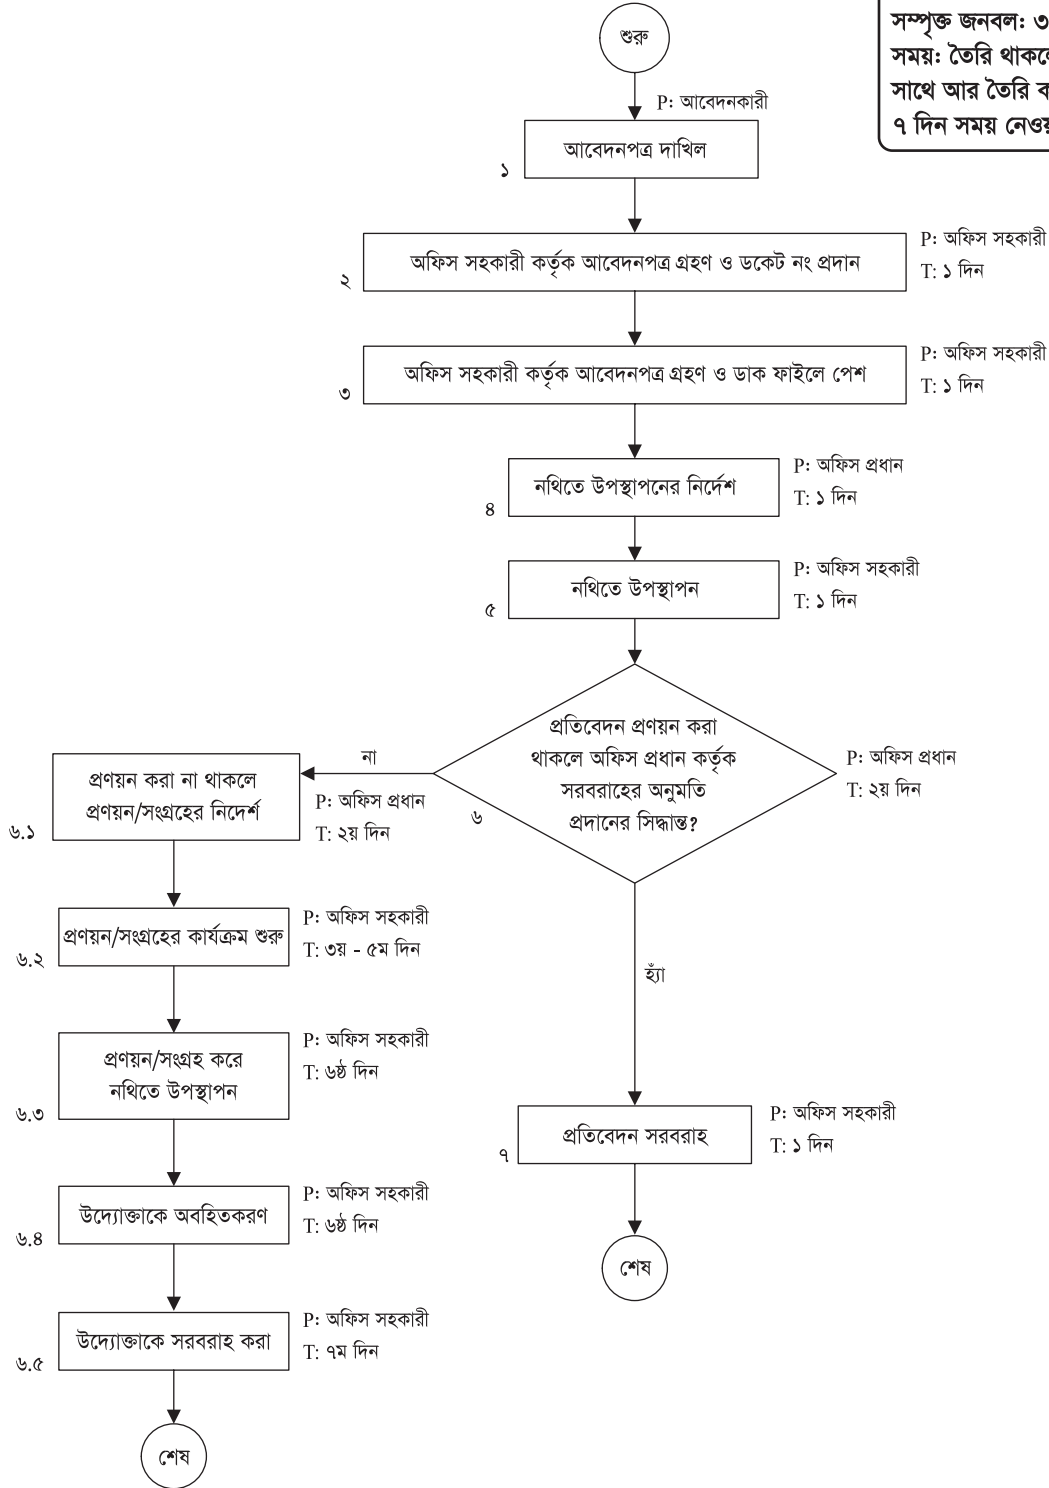 শুরু
সম্পৃক্ত জনবল: ৩
সময়: তৈরি থাকলে
সাথে আর তৈরি ক
৭ দিন সময় নেওয়
P: আবেদনকারী
আবেদনপত্র দাখিল
১
অফিস সহকারী কর্তৃক আবেদনপত্র গ্রহণ ও ডকেট নং প্রদান
২
P: অফিস সহকারী
T: ১ দিন
অফিস সহকারী কর্তৃক আবেদনপত্র গ্রহণ ও ডাক ফাইলে পেশ
৩
P: অফিস সহকারী
T: ১ দিন
নথিতে উপস্থাপনের নির্দেশ
৪
P: অফিস প্রধান
T: ১ দিন
নথিতে উপস্থাপন
৫
P: অফিস সহকারী
T: ১ দিন
প্রতিবেদন প্রণয়ন করা
থাকলে অফিস প্রধান কর্তৃক
সরবরাহের অনুমতি
প্রদানের সিদ্ধান্ত?
৬
P: অফিস প্রধান
T: ২য় দিন
না
প্রণয়ন করা না থাকলে
প্রণয়ন/সংগ্রহের নিদের্শ
৬.১
P: অফিস প্রধান
T: ২য় দিন
প্রণয়ন/সংগ্রহের কার্যক্রম শুরু
৬.২
P: অফিস সহকারী
T: ৩য় - ৫ম দিন
হ্যাঁ
প্রণয়ন/সংগ্রহ করে
নথিতে উপস্থাপন
৬.৩
P: অফিস সহকারী
T: ৬ষ্ঠ দিন
প্রতিবেদন সরবরাহ
৭
P: অফিস সহকারী
T: ১ দিন
উদ্যোক্তাকে অবহিতকরণ
৬.৪
P: অফিস সহকারী
T: ৬ষ্ঠ দিন
শেষ
উদ্যোক্তাকে সরবরাহ করা
৬.৫
P: অফিস সহকারী
T: ৭ম দিন
শেষ